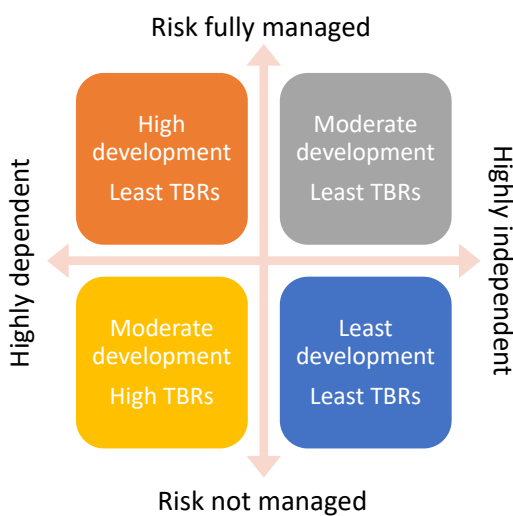 Risk fully managed
High
development
Least TBRs
Moderate
development
Least TBRs
Highly dependent
Highly independent
Moderate
development
High TBRs
Least
development
Least TBRs
Risk not managed